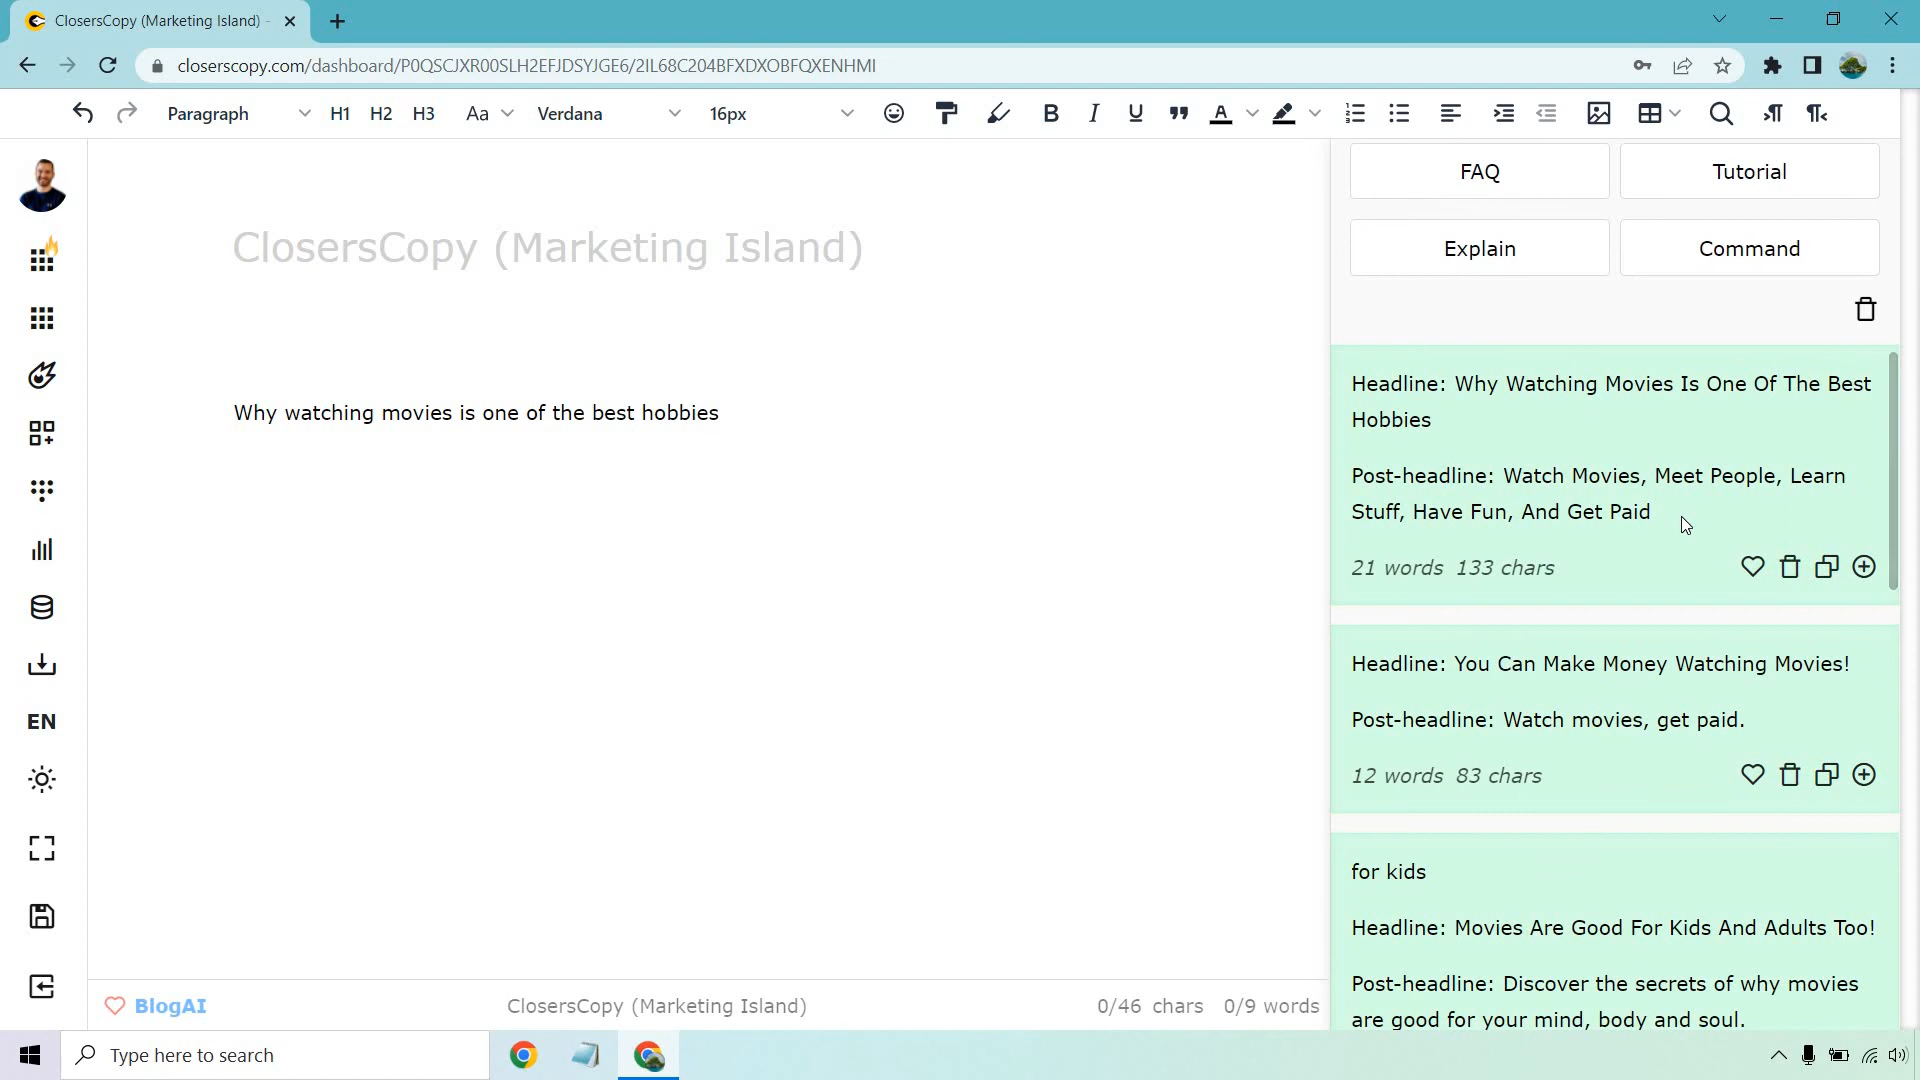 ClosersCopy (Marketing Island) -
closerscopy.com/dashboard/P0QSCJXR00SLH2EFJDSYJGE6/2IL68C204BFXDXOBFQXENHMI
Paragraph H1 H2 H3 Aa Verdana 16px B I U A
FAQ Tutorial
Explain Command
ClosersCopy (Marketing Island)
Why watching movies is one of the best hobbies
Headline: Why Watching Movies Is One Of The Best
Hobbies
Post-headline: Watch Movies, Meet People, Learn
Stuff, Have Fun, And Get Paid
21 words 133 chars
Headline: You Can Make Money Watching Movies!
Post-headline: Watch movies, get paid.
12 words 83 chars
for kids
Headline: Movies Are Good For Kids And Adults Too!
Post-headline: Discover the secrets of why movies
are good for your mind, body and soul.
EN
BlogAI ClosersCopy (Marketing Island) 0/46 chars 0/9 words
Type here to search